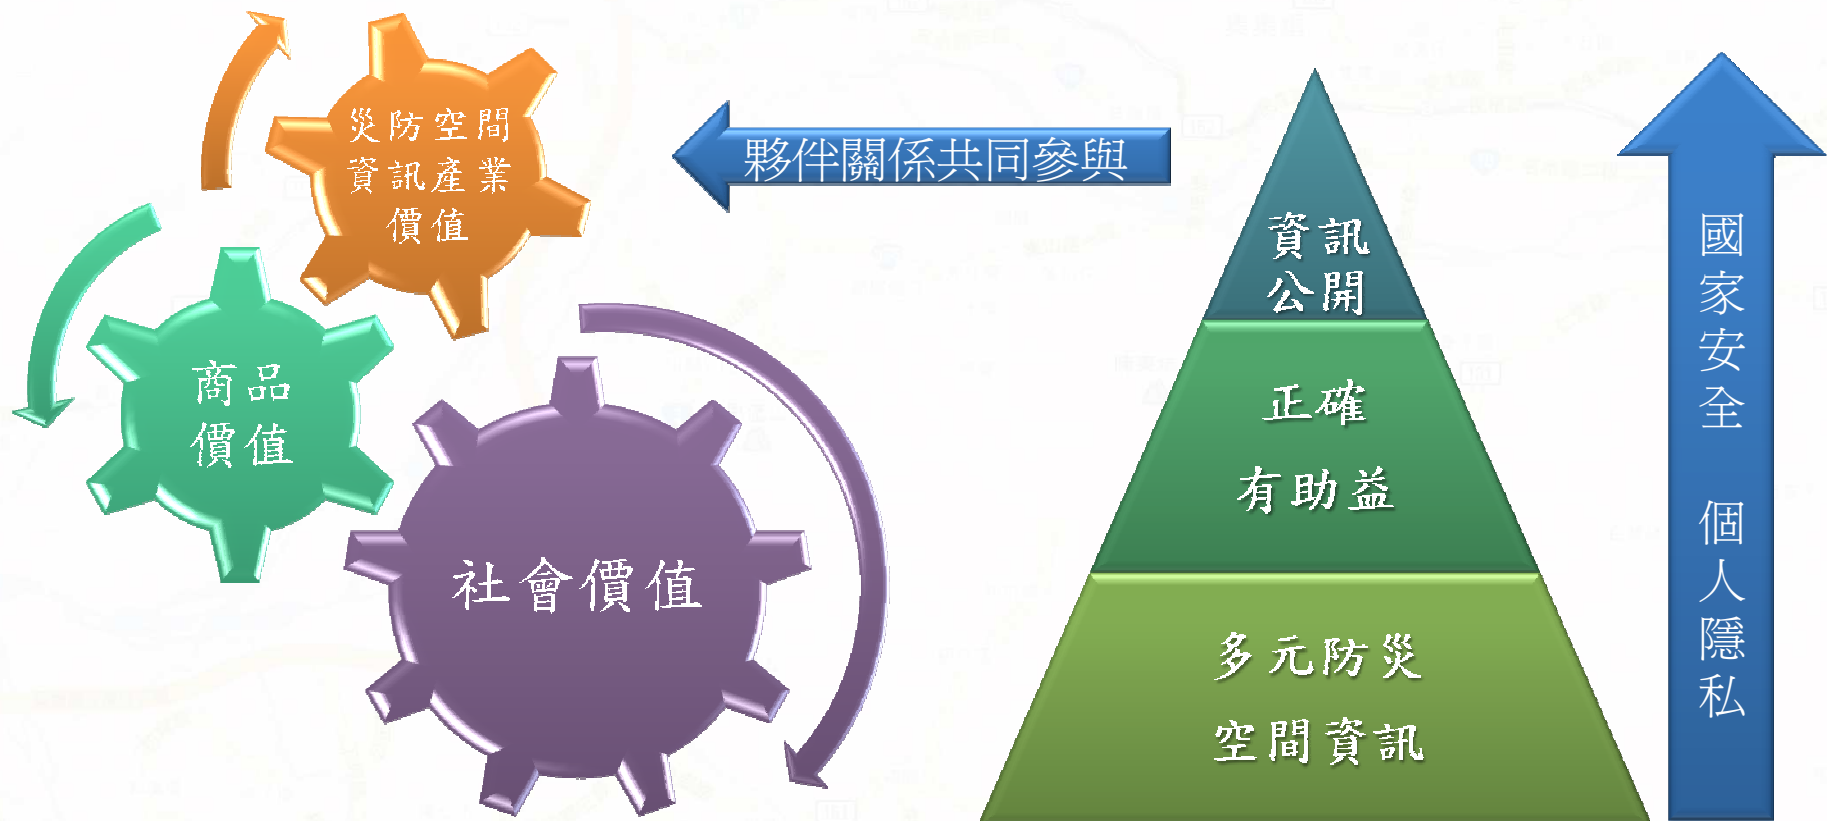 災防空間
資訊產業
價值
商品
價值
社會價值
夥伴關係共同參與
資訊
公開
正確
有助益
多元防災
空間資訊
國家安全 個人隱私